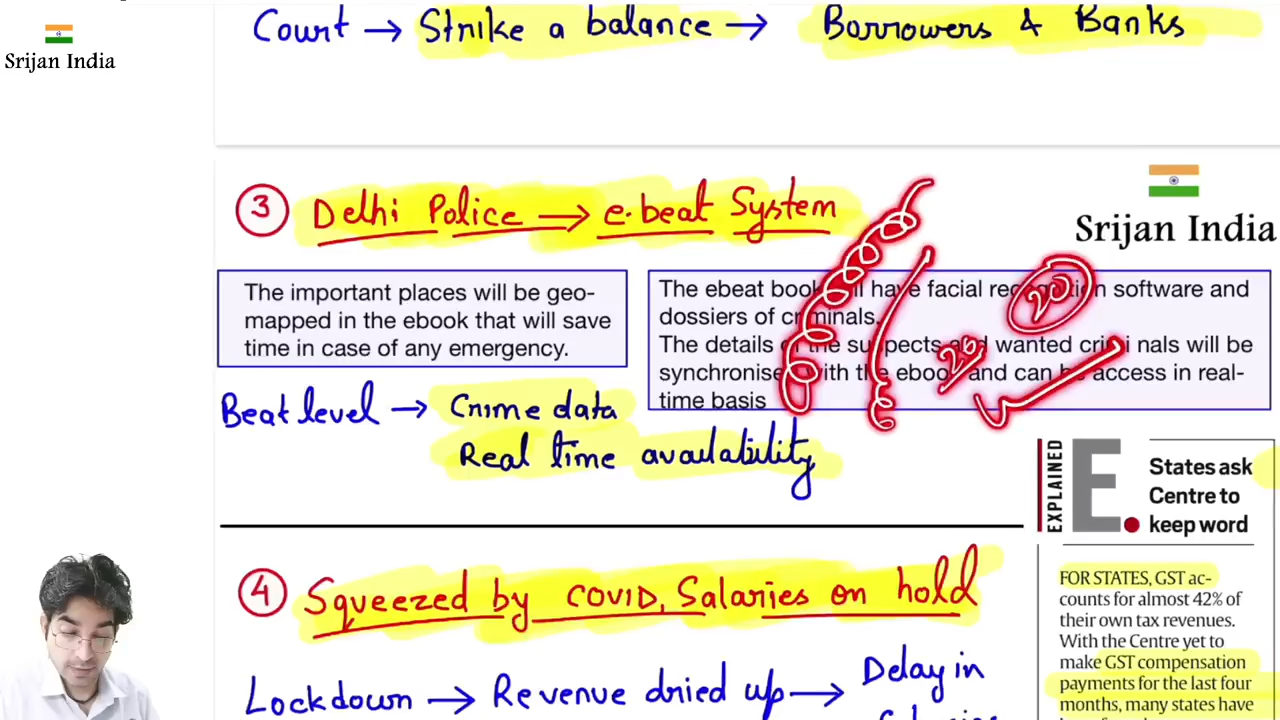 Court → Strike a balance → Borrowers & Banks
Srijan India
3 Delhi Police → e-beat System
Srijan India
The important places will be geo-
mapped in the ebook that will save
time in case of any emergency.
The ebeat book will have facial recognition software and
dossiers of criminals.
The details of the suspects and wanted crimi nals will be
synchronised with the ebook and can be access in real-
time basis
20
Beat level → Crime data
Real time availability
EXPLAINED
E.
States ask
Centre to
keep word
4 Squeezed by COVID, Salaries on hold
FOR STATES, GST ac-
counts for almost 42% of
their own tax revenues.
With the Centre yet to
make GST compensation
payments for the last four
months, many states have
Lockdown → Revenue dried up → Delay in